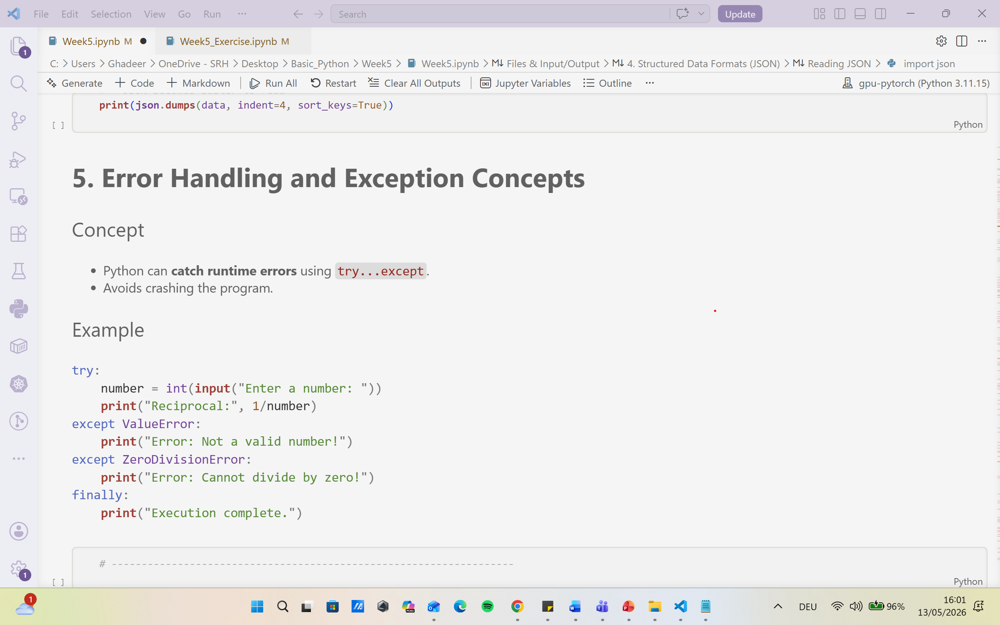 File Edit Selection View Go Run ... Search Update
Week5.ipynb M Week5_Exercise.ipynb M
C: > Users > Ghadeer > OneDrive - SRH > Desktop > Basic_Python > Week5 > Week5.ipynb > M↓ Files & Input/Output > M↓ 4. Structured Data Formats (JSON) > M↓ Reading JSON > import json
Generate + Code + Markdown Run All Restart Clear All Outputs Jupyter Variables Outline ... gpu-pytorch (Python 3.11.15)
print(json.dumps(data, indent=4, sort_keys=True))
[ ] Python
5. Error Handling and Exception Concepts
Concept
• Python can catch runtime errors using try...except.
• Avoids crashing the program.
Example
try:
    number = int(input("Enter a number: "))
    print("Reciprocal:", 1/number)
except ValueError:
    print("Error: Not a valid number!")
except ZeroDivisionError:
    print("Error: Cannot divide by zero!")
finally:
    print("Execution complete.")
# ------------------------------------------------------------
[ ] Python
1
1
1
DEU 96% 16:01
13/05/2026